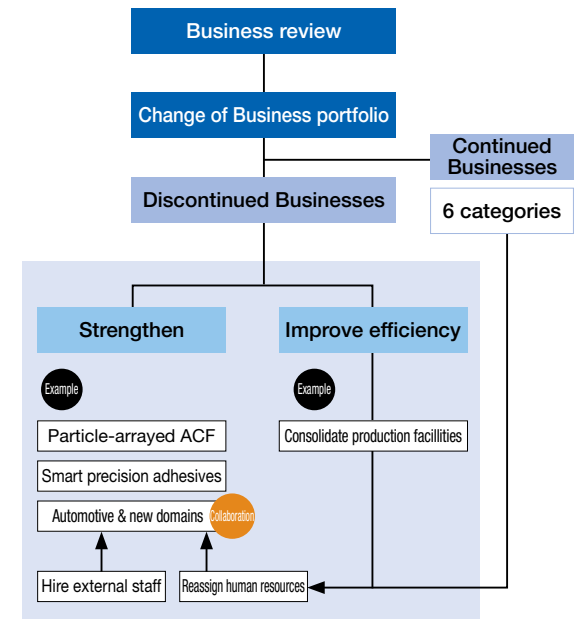 Business review
Change of Business portfolio
Continued
Businesses
Discontinued Businesses
6 categories
Strengthen
Improve efficiency
Example
Example
Particle-arrayed ACF
Consolidate production facillities
Smart precision adhesives
Automotive & new domains
Collaboration
Hire external staff
Reassign human resources